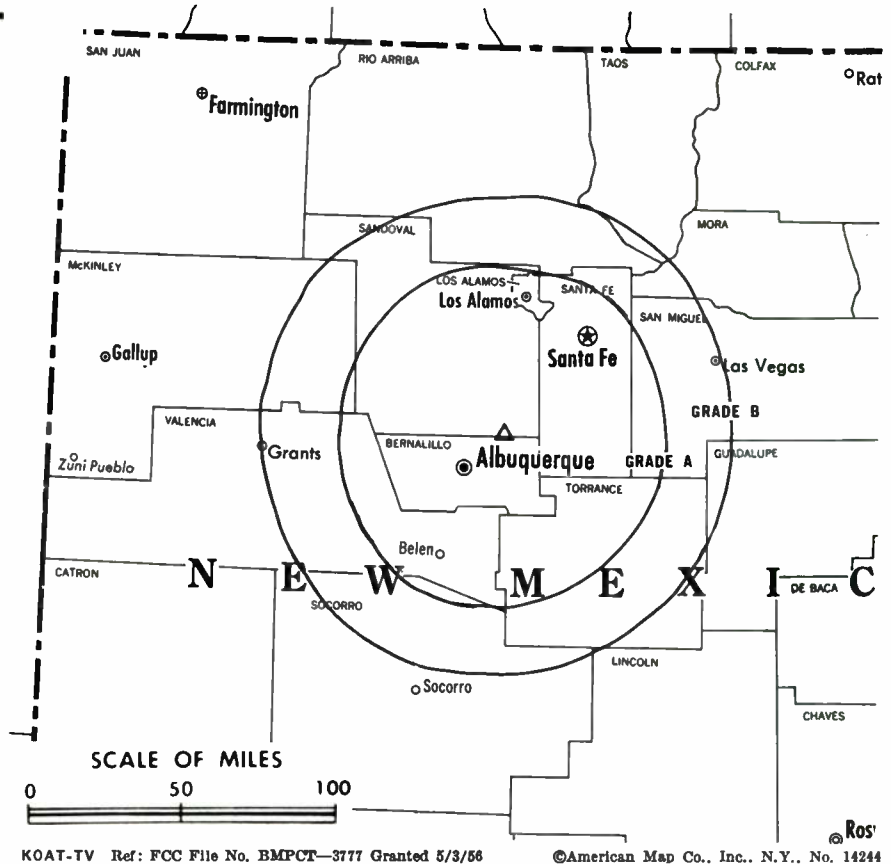 SAN JUAN
RIO ARRIBA
TAOS
COLFAX
Rat
Farmington
SANDOVAL
MORA
McKINLEY
LOS ALAMOS
Los Alamos
SANTA FE
SAN MIGUEL
Gallup
Santa Fe
Las Vegas
GRADE B
VALENCIA
BERNALILLO
Grants
GUADALUPE
Zuni Pueblo
Albuquerque
GRADE A
TORRANCE
Belen
CATRON
N E W M E X I C
DE BACA
SOCORRO
LINCOLN
Socorro
CHAVES
SCALE OF MILES
0 50 100
Ros
KOAT-TV Ref: FCC File No. BMPCT—3777 Granted 5/3/56
©American Map Co., Inc., N.Y., No. 14244